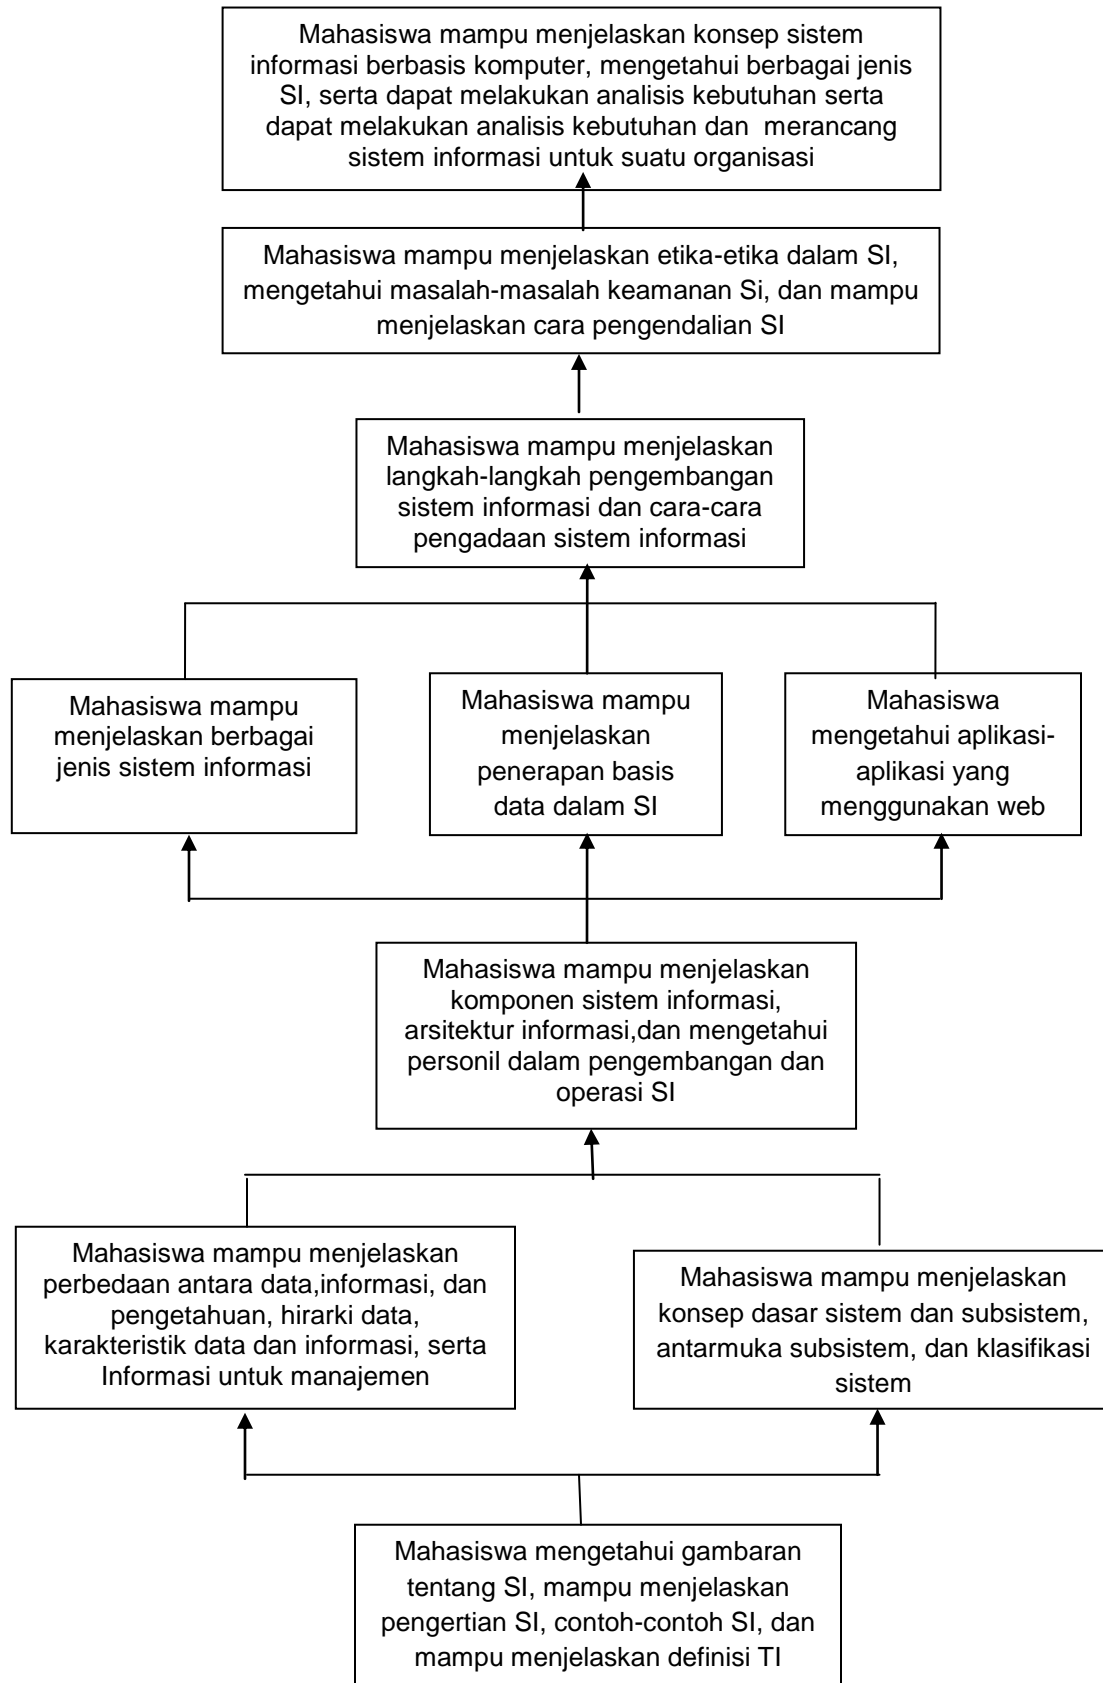 Mahasiswa mampu menjelaskan konsep sistem
informasi berbasis komputer, mengetahui berbagai jenis
SI, serta dapat melakukan analisis kebutuhan serta
dapat melakukan analisis kebutuhan dan  merancang
sistem informasi untuk suatu organisasi
Mahasiswa mampu menjelaskan etika-etika dalam SI,
mengetahui masalah-masalah keamanan Si, dan mampu
menjelaskan cara pengendalian SI
Mahasiswa mampu menjelaskan
langkah-langkah pengembangan
sistem informasi dan cara-cara
pengadaan sistem informasi
Mahasiswa mampu
menjelaskan berbagai
jenis sistem informasi
Mahasiswa mampu
menjelaskan
penerapan basis
data dalam SI
Mahasiswa
mengetahui aplikasi-
aplikasi yang
menggunakan web
Mahasiswa mampu menjelaskan
komponen sistem informasi,
arsitektur informasi,dan mengetahui
personil dalam pengembangan dan
operasi SI
Mahasiswa mampu menjelaskan
perbedaan antara data,informasi, dan
pengetahuan, hirarki data,
karakteristik data dan informasi, serta
Informasi untuk manajemen
Mahasiswa mampu menjelaskan
konsep dasar sistem dan subsistem,
antarmuka subsistem, dan klasifikasi
sistem
Mahasiswa mengetahui gambaran
tentang SI, mampu menjelaskan
pengertian SI, contoh-contoh SI, dan
mampu menjelaskan definisi TI